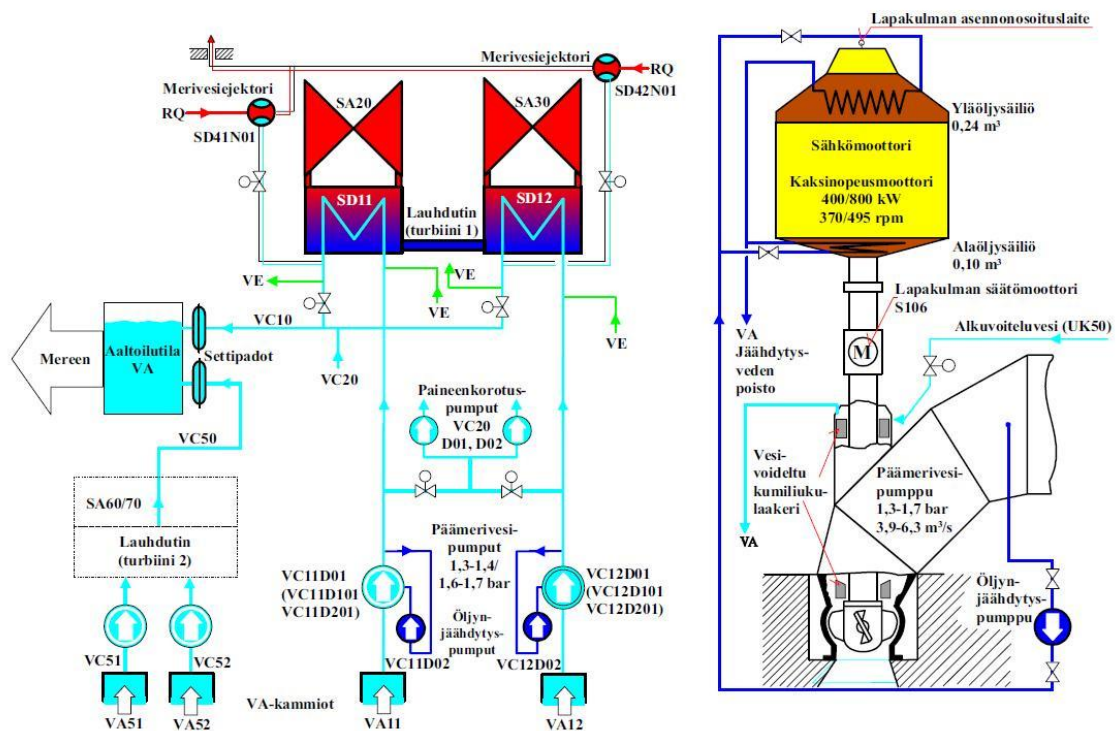 Merivesiejektori
RQ
SD42N01
Merivesiejektori
RQ
SD41N01
SA20
SA30
SD11
SD12
Lauhdutin
(turbiini 1)
VE
VE
VE
VE
VC10
VC20
Mereen
Aaltoilutila
VA
Settipadot
VC50
Paineenkorotus-
pumput
VC20
D01, D02
SA60/70
Lauhdutin
(turbiini 2)
Päämerivesi-
pumput
1,3-1,4/
1,6-1,7 bar
VC11D01
(VC11D101
VC11D201)
VC12D01
(VC12D101
VC12D201)
Öljyn-
jäähdytys-
pumput
VC11D02
VC12D02
VC51
VC52
VA-kammiot
VA51
VA52
VA11
VA12
Lapakulman asennonosoituslaite
Yläöljysäiliö
0,24 m³
Sähkömoottori
Kaksinopeusmoottori
400/800 kW
370/495 rpm
Alaöljysäiliö
0,10 m³
Lapakulman säätömoottori
S106
M
VA
Jäähdytys-
veden
poisto
Alkuvoiteluvesi (UK50)
Vesi-
voideltu
kumiliuku-
laakeri
VA
Päämerivesi-
pumppu
1,3-1,7 bar
3,9-6,3 m³/s
Öljyn-
jäähdytys-
pumppu